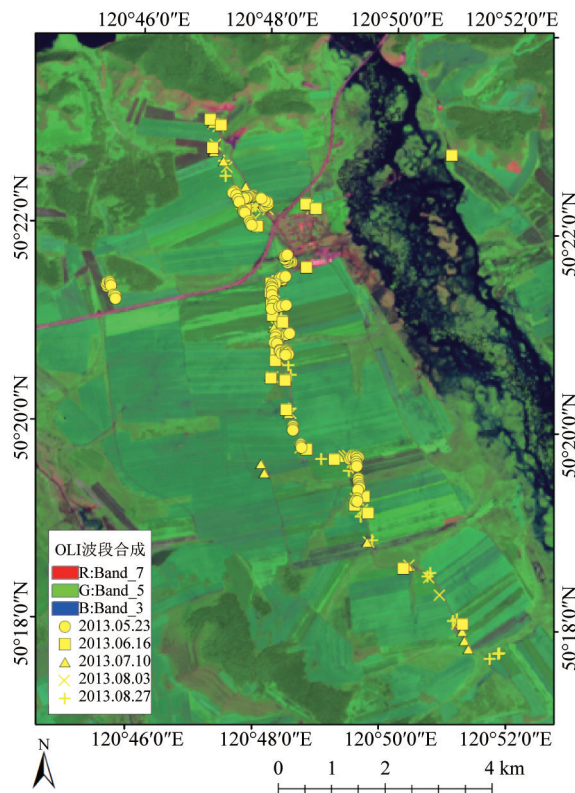 120°46′0″E 120°48′0″E 120°50′0″E 120°52′0″E
50°22′0″N
50°22′0″N
50°20′0″N
50°20′0″N
50°18′0″N
50°18′0″N
OLI波段合成
R:Band_7
G:Band_5
B:Band_3
2013.05.23
2013.06.16
2013.07.10
2013.08.03
2013.08.27
120°46′0″E 120°48′0″E 120°50′0″E 120°52′0″E
N
0 1 2 4 km